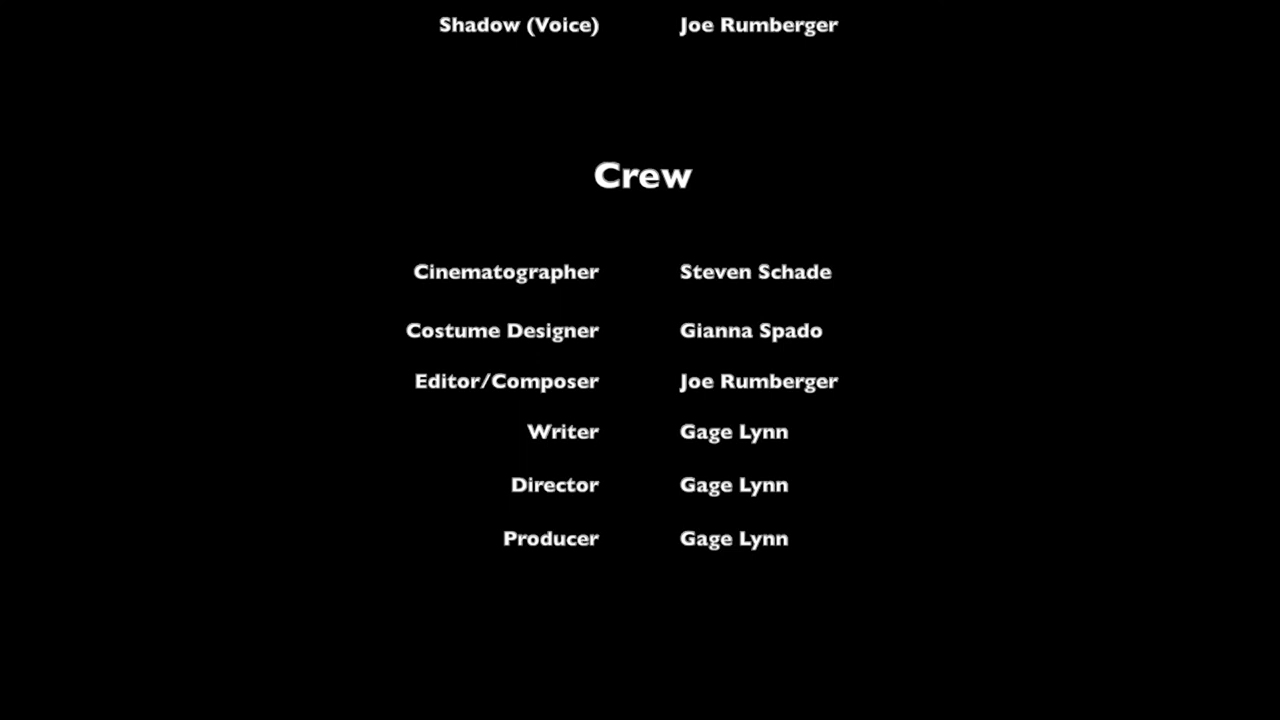 Shadow (Voice) Joe Rumberger
Crew
Cinematographer Steven Schade
Costume Designer Gianna Spado
Editor/Composer Joe Rumberger
Writer Gage Lynn
Director Gage Lynn
Producer Gage Lynn